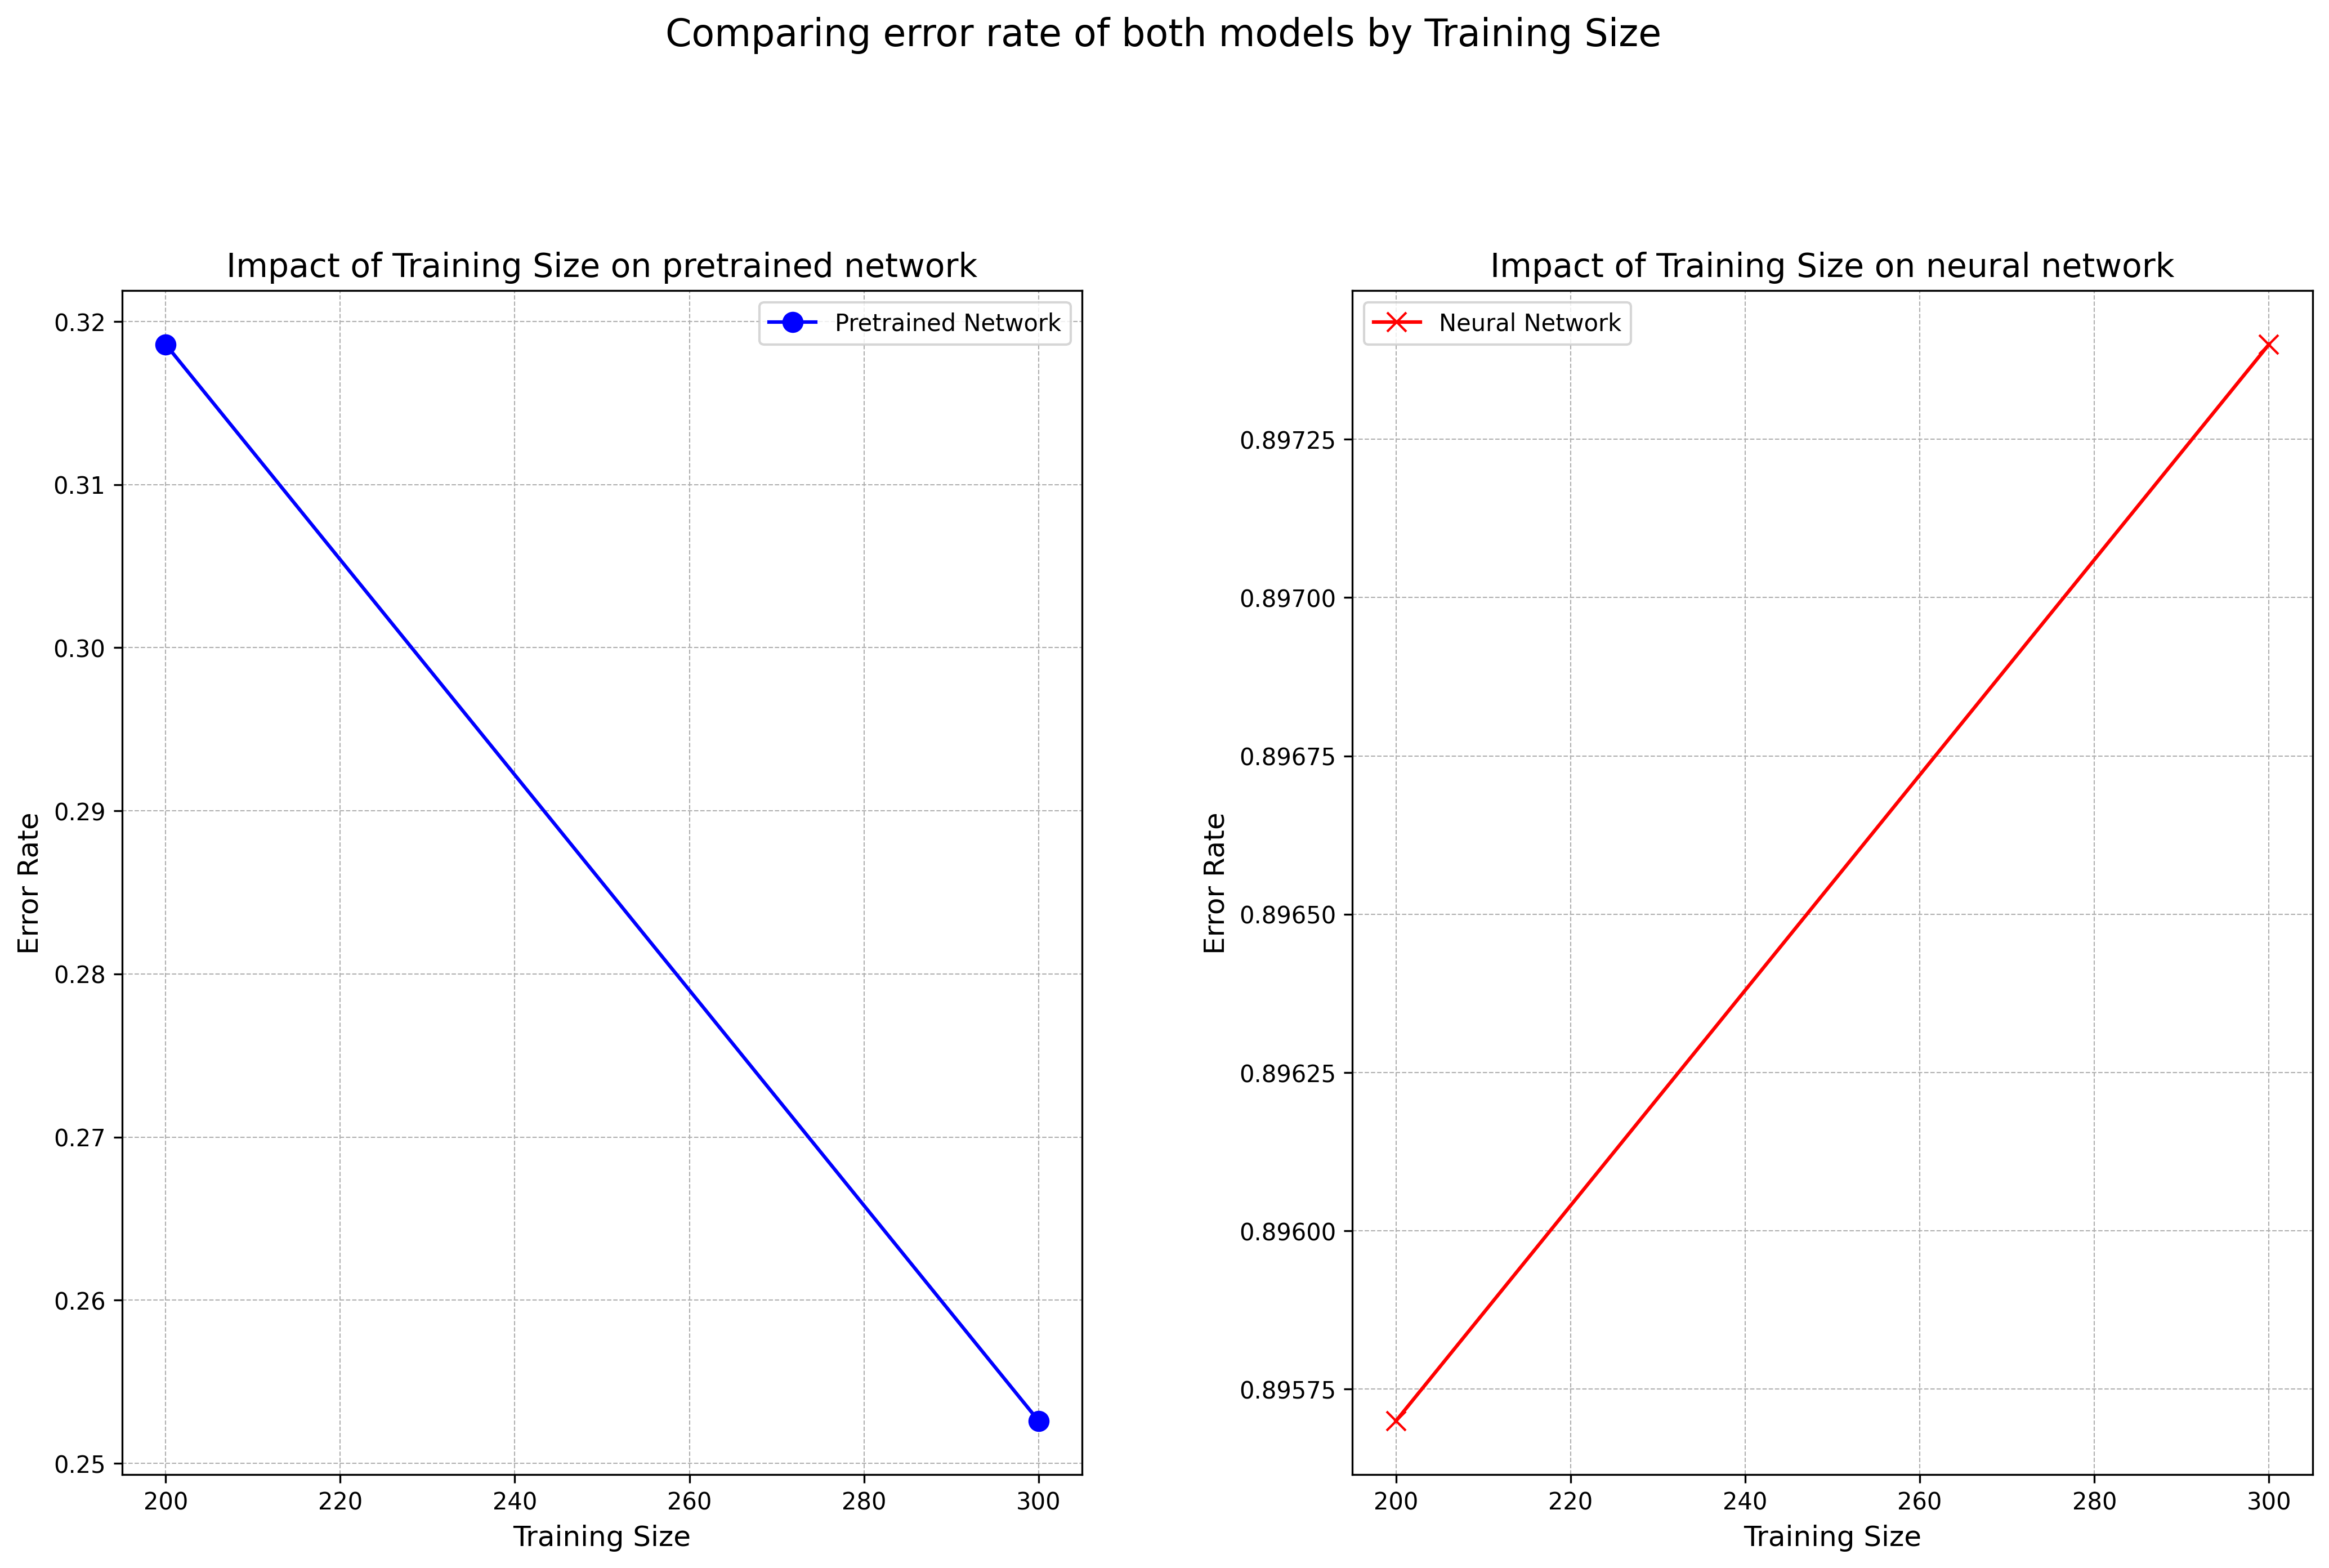 Comparing error rate of both models by Training Size
Impact of Training Size on pretrained network
Pretrained Network
0.32
0.31
0.30
0.29
0.28
0.27
0.26
0.25
Error Rate
200 220 240 260 280 300
Training Size
Impact of Training Size on neural network
Neural Network
0.89725
0.89700
0.89675
0.89650
0.89625
0.89600
0.89575
Error Rate
200 220 240 260 280 300
Training Size